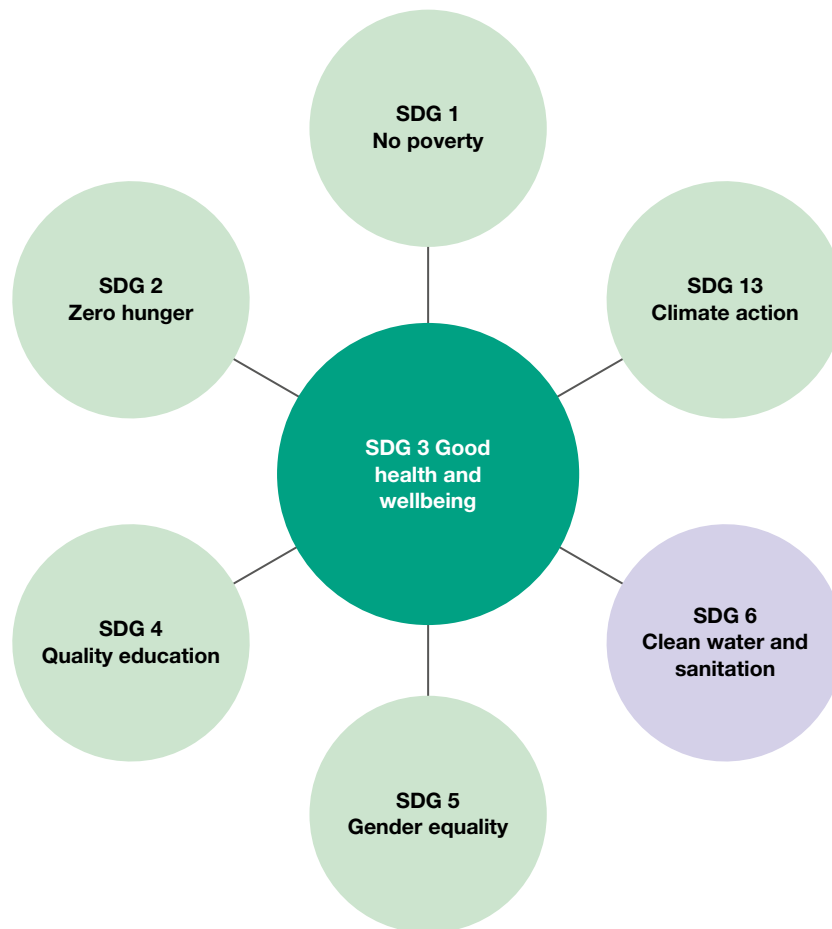 SDG 1
No poverty
SDG 2
Zero hunger
SDG 13
Climate action
SDG 3 Good
health and
wellbeing
SDG 4
Quality education
SDG 6
Clean water and
sanitation
SDG 5
Gender equality